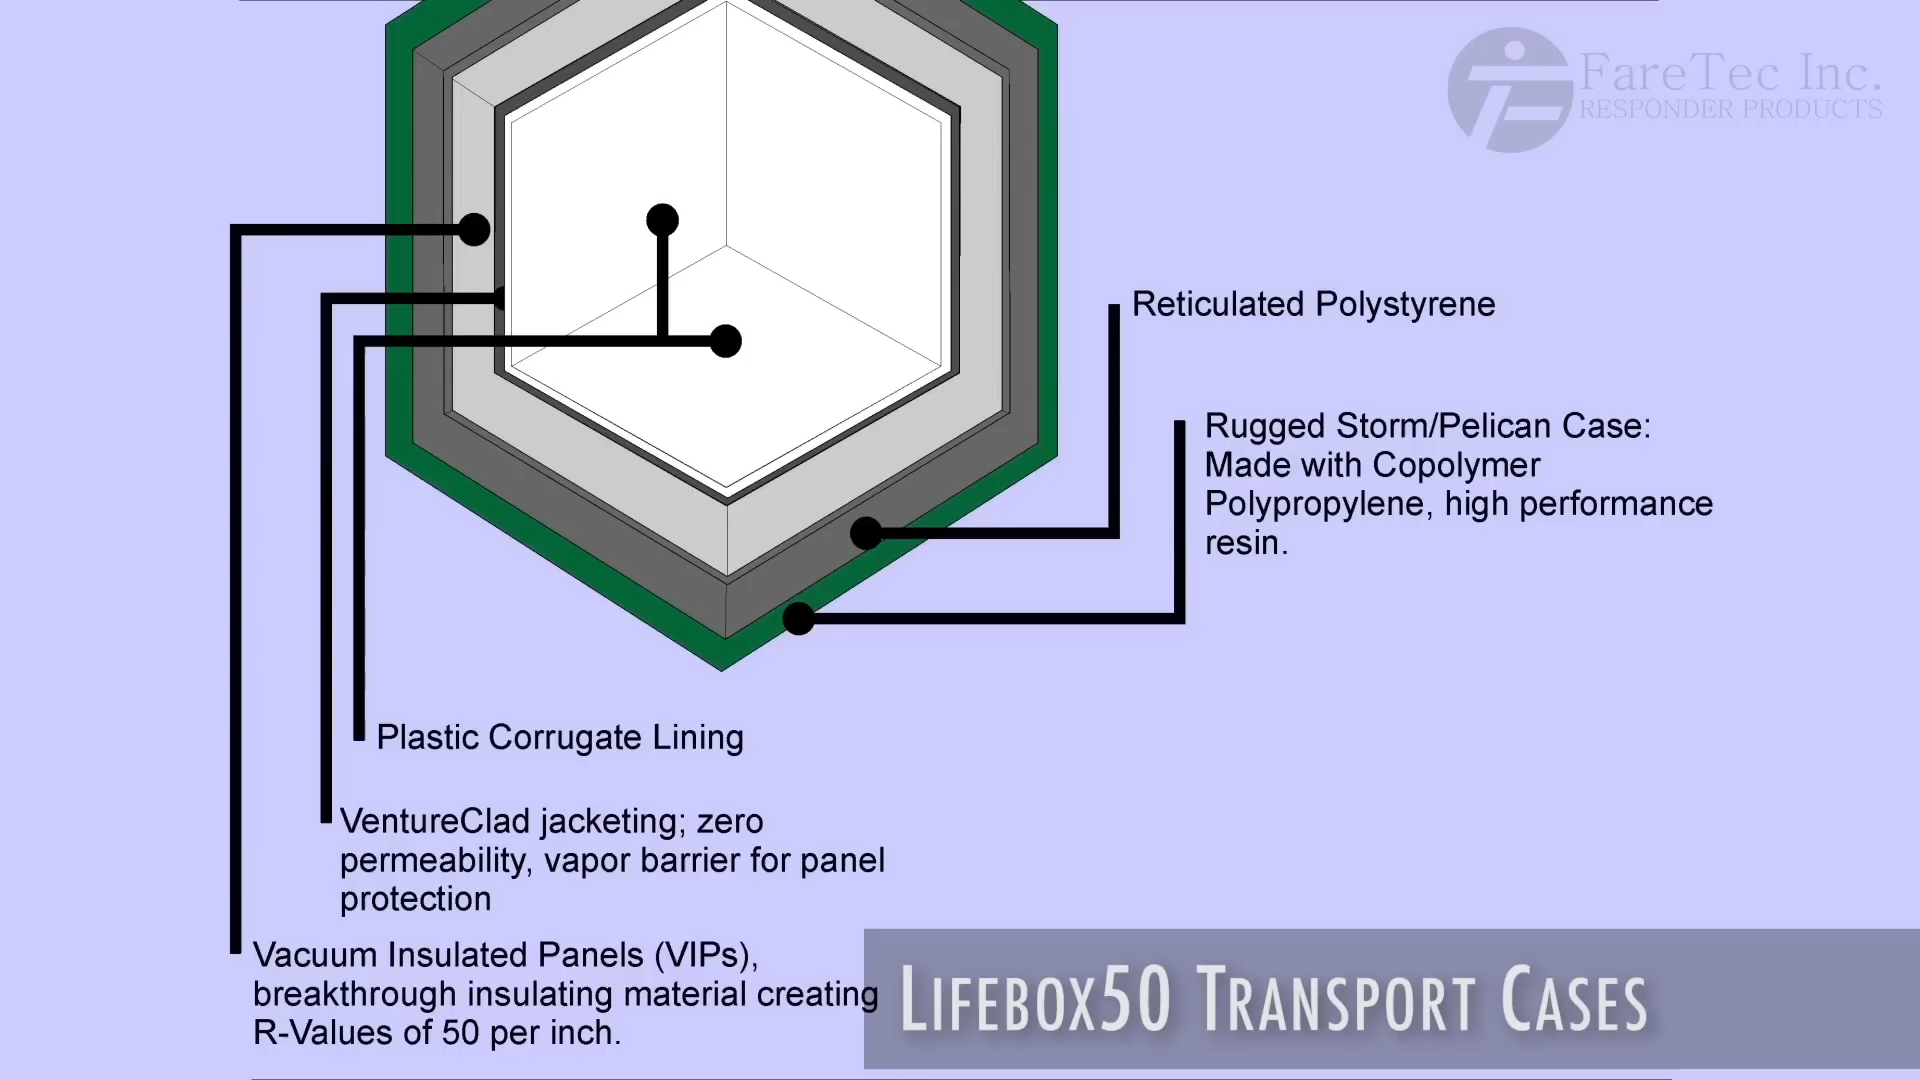 FareTec Inc.
RESPONDER PRODUCTS
Reticulated Polystyrene
Rugged Storm/Pelican Case:
Made with Copolymer
Polypropylene, high performance
resin.
Plastic Corrugate Lining
VentureClad jacketing; zero
permeability, vapor barrier for panel
protection
Vacuum Insulated Panels (VIPs),
breakthrough insulating material creating
R-Values of 50 per inch.
LIFEBOX50 TRANSPORT CASES